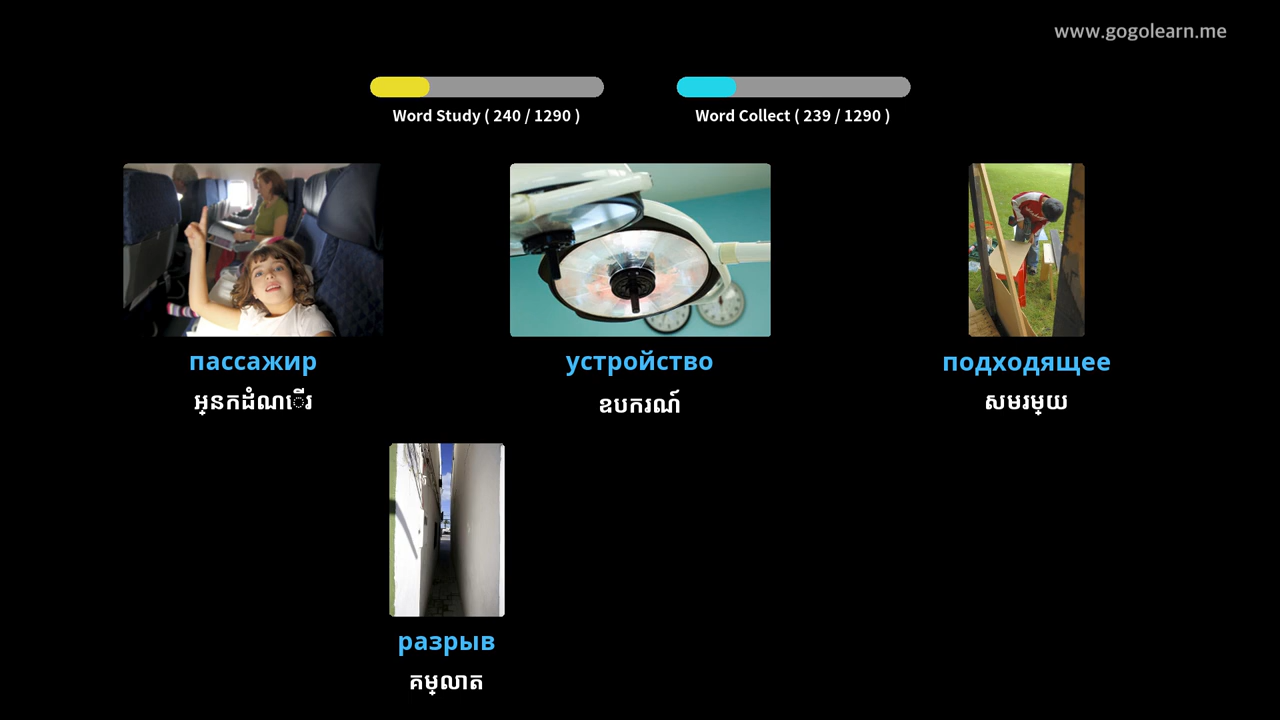 www.gogolearn.me
Word Study ( 240 / 1290 )
Word Collect ( 239 / 1290 )
пассажир
устройство
подходящее
អ្នកដំណើរ
ឧបករណ៍
សមរម្យ
разрыв
គម្លាត